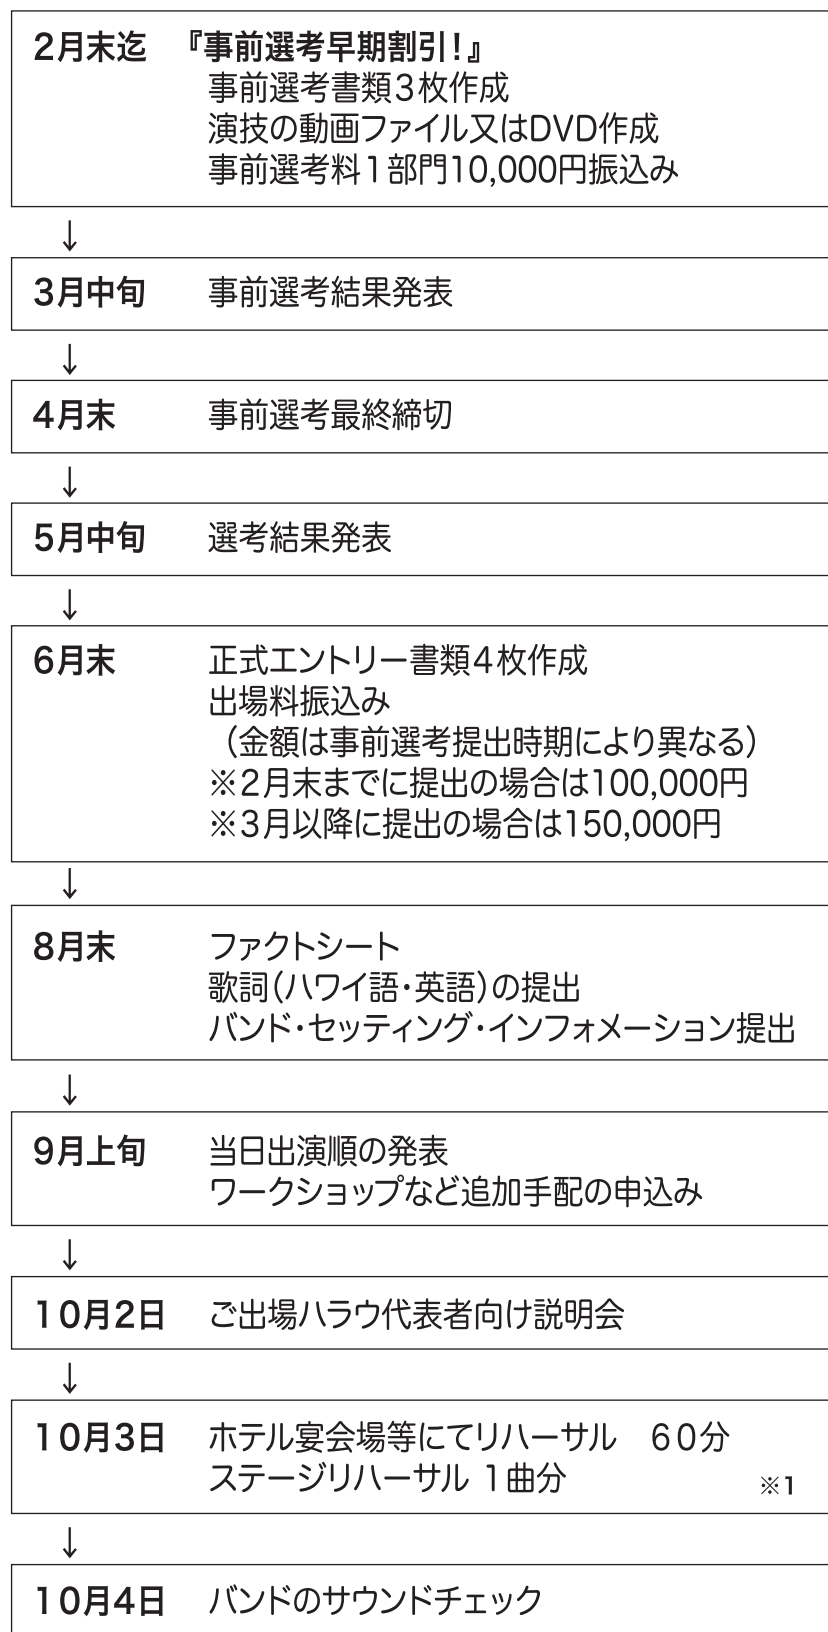 2月末迄 『事前選考早期割引！』
事前選考書類3枚作成
演技の動画ファイル又はDVD作成
事前選考料1部門10,000円振込み
↓
3月中旬 事前選考結果発表
↓
4月末 事前選考最終締切
↓
5月中旬 選考結果発表
↓
6月末 正式エントリー書類4枚作成
出場料振込み
（金額は事前選考提出時期により異なる）
※2月末までに提出の場合は100,000円
※3月以降に提出の場合は150,000円
↓
8月末 ファクトシート
歌詞（ハワイ語・英語）の提出
バンド・セッティング・インフォメーション提出
↓
9月上旬 当日出演順の発表
ワークショップなど追加手配の申込み
↓
10月2日 ご出場ハラウ代表者向け説明会
↓
10月3日 ホテル宴会場等にてリハーサル 60分
ステージリハーサル 1曲分 ※1
↓
10月4日 バンドのサウンドチェック